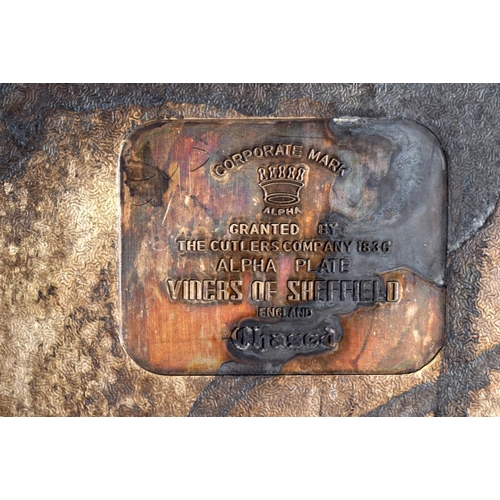 CORPORATE MARK
ALPHA
GRANTED BY
THE CUTLERS COMPANY 1836
ALPHA PLATE
VINERS OF SHEFFIELD
ENGLAND
Chased